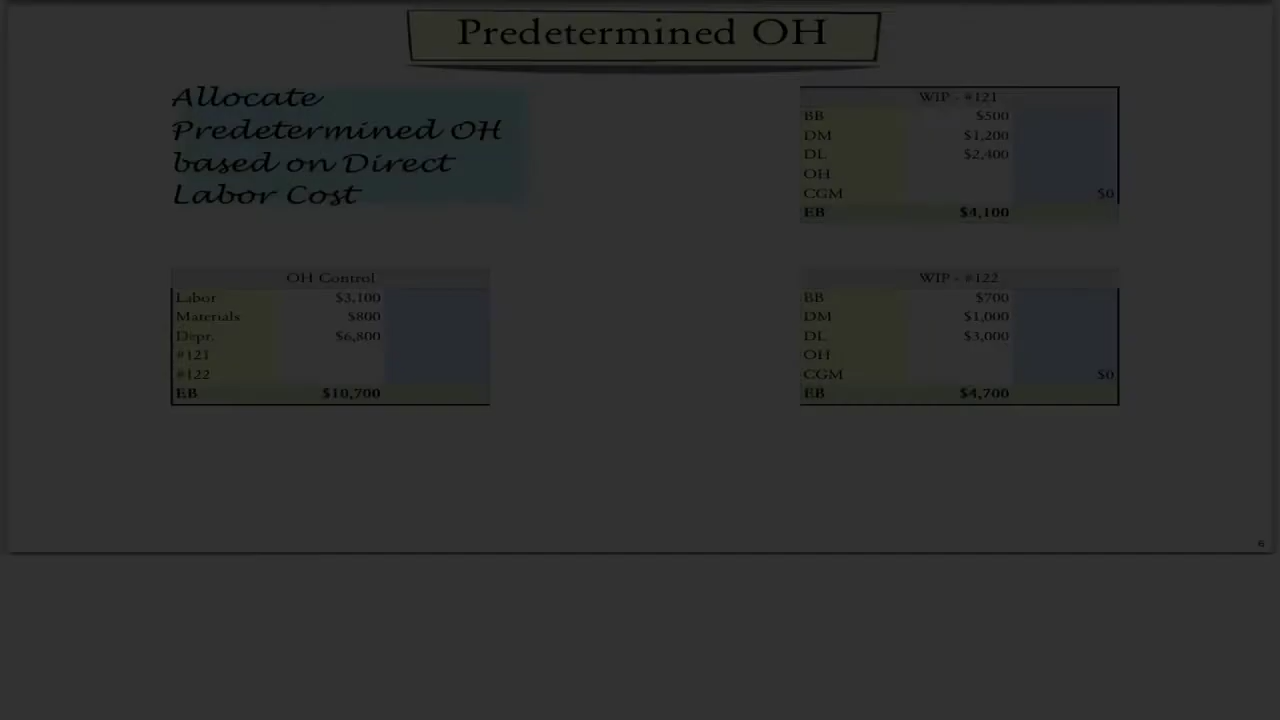 Predetermined OH
Allocate
Predetermined OH
based on Direct
Labor Cost
WIP - #121
BB $500
DM $1,200
DL $2,400
OH
CGM $0
EB $4,100
OH Control
Labor $3,100
Materials $800
Depr. $6,800
#121
#122
EB $10,700
WIP - #122
BB $700
DM $1,000
DL $3,000
OH
CGM $0
EB $4,700
6